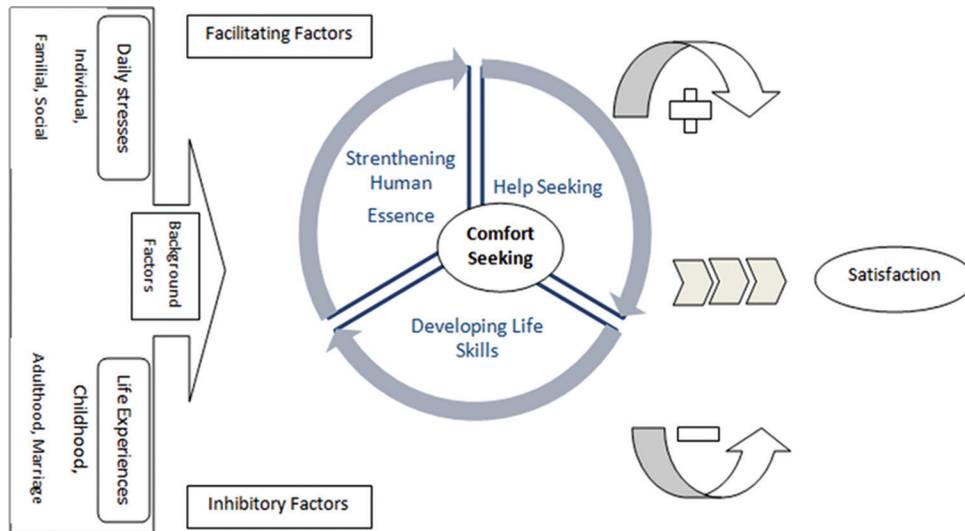 Facilitating Factors
Daily stresses
Individual,
Familial, Social
Background
Factors
Life Experiences
Childhood,
Adulthood, Marriage
Strenthening
Human
Essence
Help Seeking
Comfort
Seeking
Developing Life
Skills
Satisfaction
Inhibitory Factors